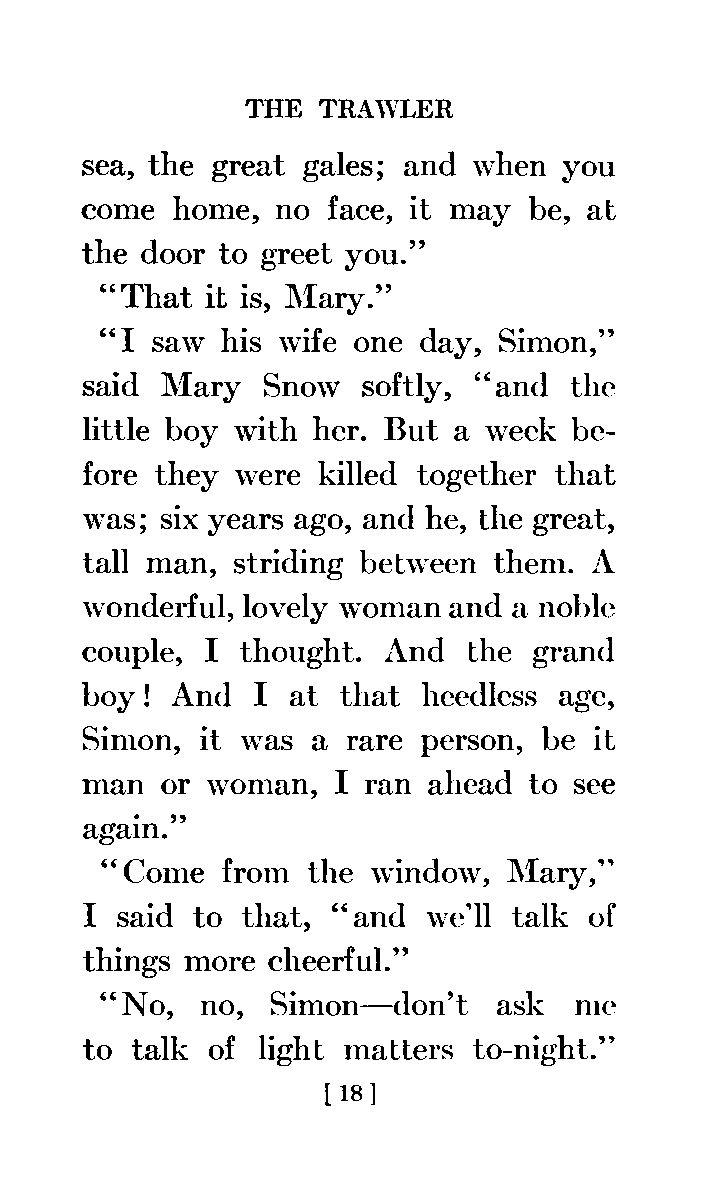 THE TRAWLER
sea, the great gales; and when you
come home, no face, it may be, at
the door to greet you.”
“That it is, Mary.”
“I saw his wife one day, Simon,”
said Mary Snow softly, “and the
little boy with her. But a week be-
fore they were killed together that
was; six years ago, and he, the great,
tall man, striding between them. A
wonderful, lovely woman and a noble
couple, I thought. And the grand
boy! And I at that heedless age,
Simon, it was a rare person, be it
man or woman, I ran ahead to see
again.”
“Come from the window, Mary,”
I said to that, “and we’ll talk of
things more cheerful.”
“No, no, Simon—don’t ask me
to talk of light matters to-night.”
[ 18 ]